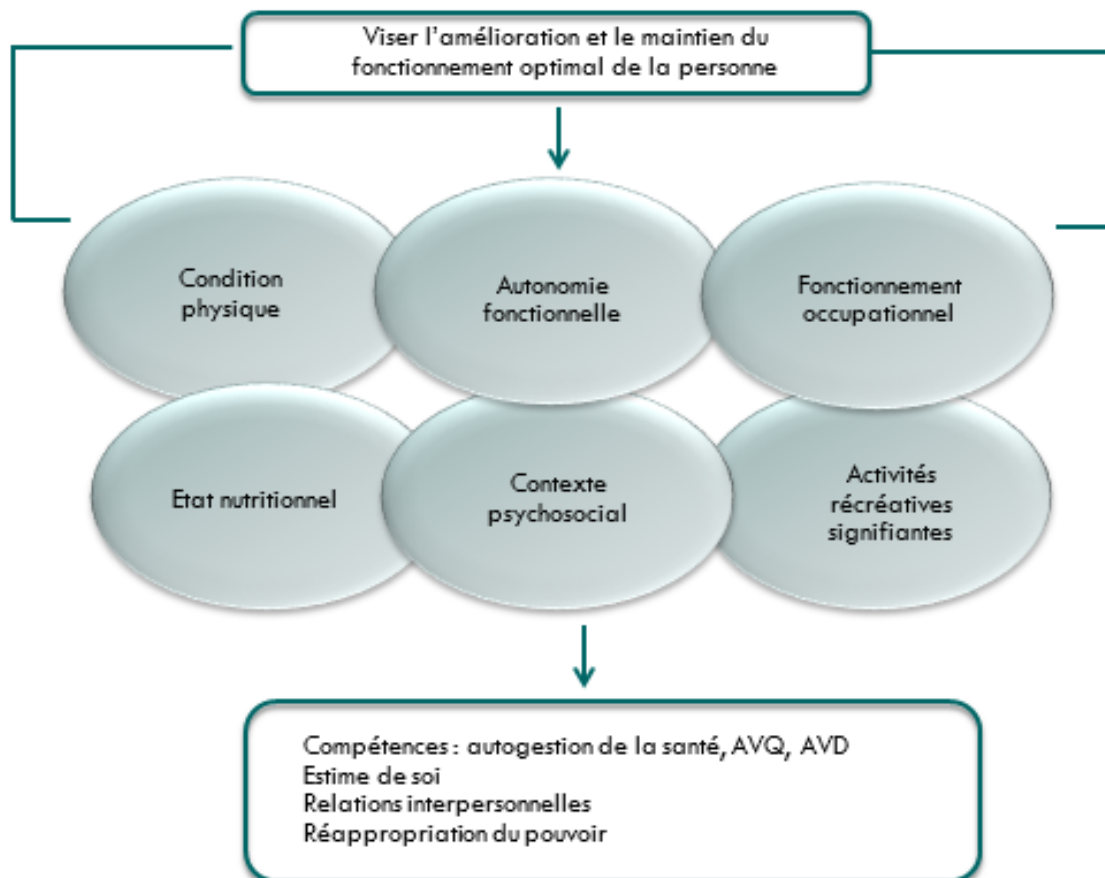 Viser l'amélioration et le maintien du
fonctionnement optimal de la personne
Condition
physique
Autonomie
fonctionnelle
Fonctionnement
occupationnel
Etat nutritionnel
Contexte
psychosocial
Activités
récréatives
signifiantes
Compétences : autogestion de la santé, AVQ, AVD
Estime de soi
Relations interpersonnelles
Réappropriation du pouvoir